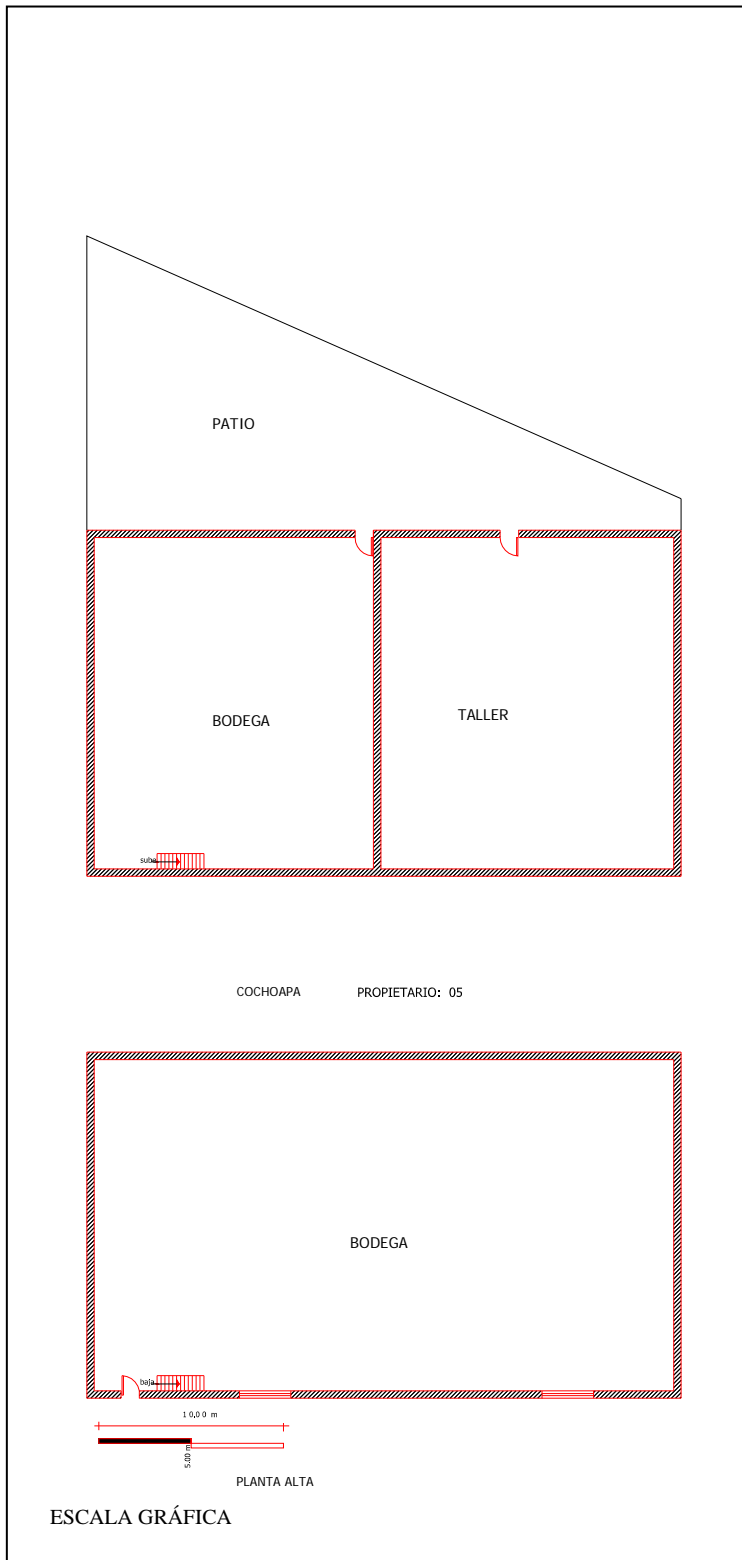 PATIO
BODEGA
TALLER
sube
COCHOAPA PROPIETARIO: 05
BODEGA
baja
10.00 m
5.00 m
PLANTA ALTA
ESCALA GRÁFICA